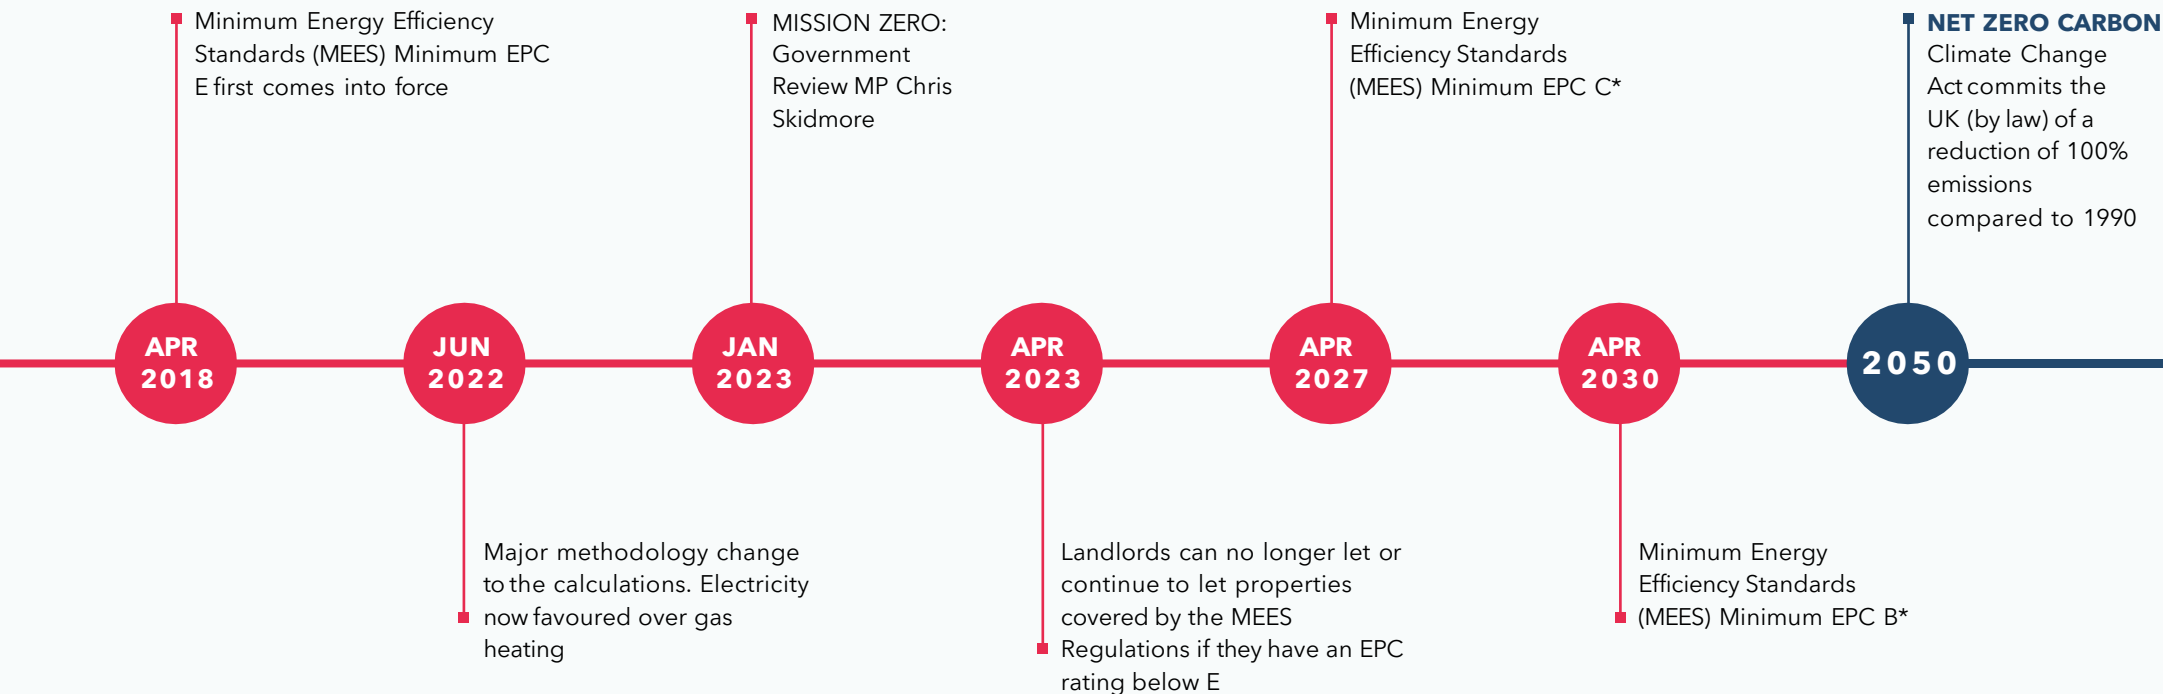 Minimum Energy Efficiency
Standards (MEES) Minimum EPC
E first comes into force
MISSION ZERO:
Government
Review MP Chris
Skidmore
Minimum Energy
Efficiency Standards
(MEES) Minimum EPC C*
NET ZERO CARBON
Climate Change
Act commits the
UK (by law) of a
reduction of 100%
emissions
compared to 1990
APR
2018
JUN
2022
JAN
2023
APR
2023
APR
2027
APR
2030
2050
Major methodology change
to the calculations. Electricity
now favoured over gas
heating
Landlords can no longer let or
continue to let properties
covered by the MEES
Regulations if they have an EPC
rating below E
Minimum Energy
Efficiency Standards
(MEES) Minimum EPC B*